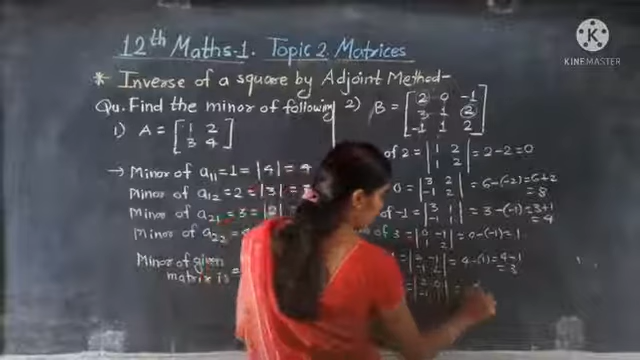 12th Maths-1. Topic 2. Matrices
* Inverse of a square by Adjoint Method-
Qu. Find the minor of following
1) A = [1 2
3 4]
→ Minor of a11 = 1 = |4| = 4
Minor of a12 = 2 = |3| =
Minor of a21 = 3 = |2|
Minor of a22 =
Minor of given
matrix is =
2) B = [2 0 -1
3 1 2
-1 1 2]
of 2 = |1 2
1 2| = 2-2=0
0 = |3 2
-1 2| = 6-(-2)=6+2
= 8
of -1 = |3 1
-1 1| = 3-(-1)=3+1
= 4
of 3 = |0 -1
1 2| = 0-(-1)=1
= 4-(1)=4-1
= 3
K
KINEMASTER